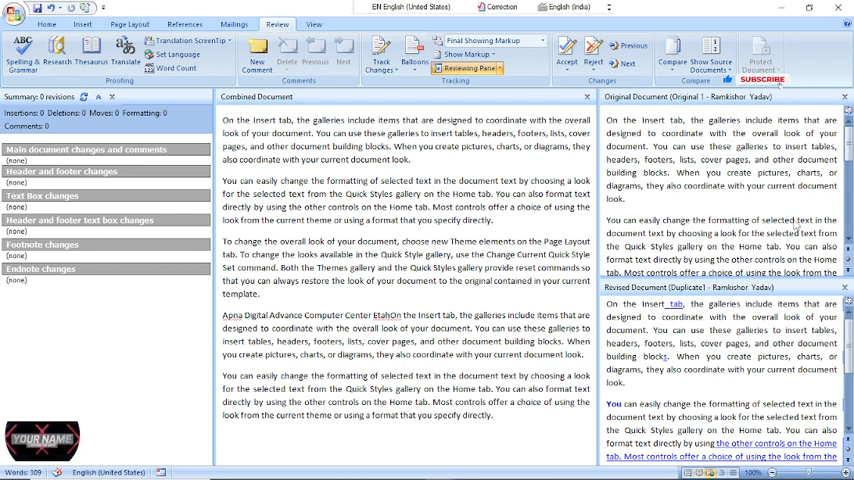 EN English (United States) Correction English (India)
Home Insert Page Layout References Mailings Review View
Spelling & Grammar
Research
Thesaurus
Translate
Translation ScreenTip
Set Language
Word Count
Proofing
New Comment
Delete
Previous
Next
Comments
Track Changes
Balloons
Final Showing Markup
Show Markup
Reviewing Pane
Tracking
Accept
Reject
Previous
Next
Changes
Compare
Show Source Documents
Compare
Protect Document
SUBSCRIBE
Summary: 0 revisions
Insertions: 0 Deletions: 0 Moves: 0 Formatting: 0
Comments: 0
Main document changes and comments
(none)
Header and footer changes
(none)
Text Box changes
(none)
Header and footer text box changes
(none)
Footnote changes
(none)
Endnote changes
(none)
YOUR NAME
Combined Document
On the Insert tab, the galleries include items that are designed to coordinate with the overall
look of your document. You can use these galleries to insert tables, headers, footers, lists, cover
pages, and other document building blocks. When you create pictures, charts, or diagrams, they
also coordinate with your current document look.
You can easily change the formatting of selected text in the document text by choosing a look
for the selected text from the Quick Styles gallery on the Home tab. You can also format text
directly by using the other controls on the Home tab. Most controls offer a choice of using the
look from the current theme or using a format that you specify directly.
To change the overall look of your document, choose new Theme elements on the Page Layout
tab. To change the looks available in the Quick Style gallery, use the Change Current Quick Style
Set command. Both the Themes gallery and the Quick Styles gallery provide reset commands so
that you can always restore the look of your document to the original contained in your current
template.
Apna Digital Advance Computer Center EtahOn the Insert tab, the galleries include items that are
designed to coordinate with the overall look of your document. You can use these galleries to
insert tables, headers, footers, lists, cover pages, and other document building blocks. When
you create pictures, charts, or diagrams, they also coordinate with your current document look.
You can easily change the formatting of selected text in the document text by choosing a look
for the selected text from the Quick Styles gallery on the Home tab. You can also format text
directly by using the other controls on the Home tab. Most controls offer a choice of using the
look from the current theme or using a format that you specify directly.
Original Document (Original 1 - Ramkishor Yadav)
On the Insert tab, the galleries include items that are
designed to coordinate with the overall look of your
document. You can use these galleries to insert tables,
headers, footers, lists, cover pages, and other document
building blocks. When you create pictures, charts, or
diagrams, they also coordinate with your current document
look.
You can easily change the formatting of selected text in the
document text by choosing a look for the selected text from
the Quick Styles gallery on the Home tab. You can also
format text directly by using the other controls on the Home
tab. Most controls offer a choice of using the look from the
Revised Document (Duplicate1 - Ramkishor Yadav)
On the Insert tab, the galleries include items that are
designed to coordinate with the overall look of your
document. You can use these galleries to insert tables,
headers, footers, lists, cover pages, and other document
building blocks. When you create pictures, charts, or
diagrams, they also coordinate with your current document
look.
You can easily change the formatting of selected text in the
document text by choosing a look for the selected text from
the Quick Styles gallery on the Home tab. You can also
format text directly by using the other controls on the Home
tab. Most controls offer a choice of using the look from the
Words: 309 English (United States) 100%